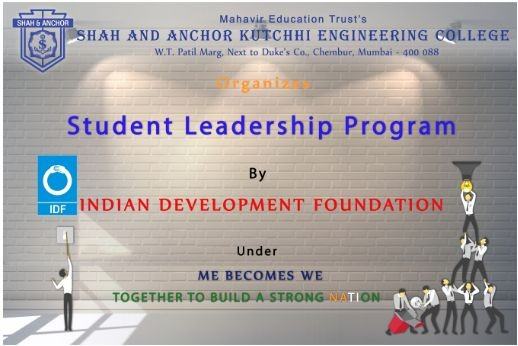 SHAH & ANCHOR
Mahavir Education Trust's
SHAH AND ANCHOR KUTCHHI ENGINEERING COLLEGE
W.T. Patil Marg, Next to Duke's Co., Chembur, Mumbai - 400 088
Organizes
Student Leadership Program
By
IDF
INDIAN DEVELOPMENT FOUNDATION
Under
ME BECOMES WE
TOGETHER TO BUILD A STRONG NATION